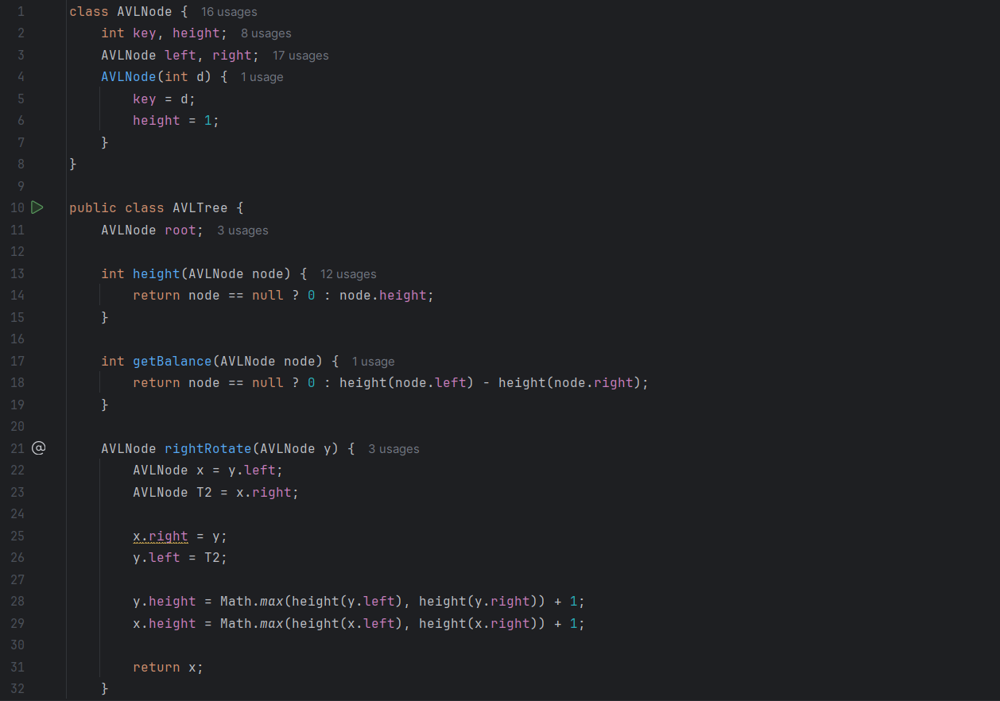 1 class AVLNode { 16 usages
2 int key, height; 8 usages
3 AVLNode left, right; 17 usages
4 AVLNode(int d) { 1 usage
5 key = d;
6 height = 1;
7 }
8 }
9
10 public class AVLTree {
11 AVLNode root; 3 usages
12
13 int height(AVLNode node) { 12 usages
14 return node == null ? 0 : node.height;
15 }
16
17 int getBalance(AVLNode node) { 1 usage
18 return node == null ? 0 : height(node.left) - height(node.right);
19 }
20
21 @ AVLNode rightRotate(AVLNode y) { 3 usages
22 AVLNode x = y.left;
23 AVLNode T2 = x.right;
24
25 x.right = y;
26 y.left = T2;
27
28 y.height = Math.max(height(y.left), height(y.right)) + 1;
29 x.height = Math.max(height(x.left), height(x.right)) + 1;
30
31 return x;
32 }